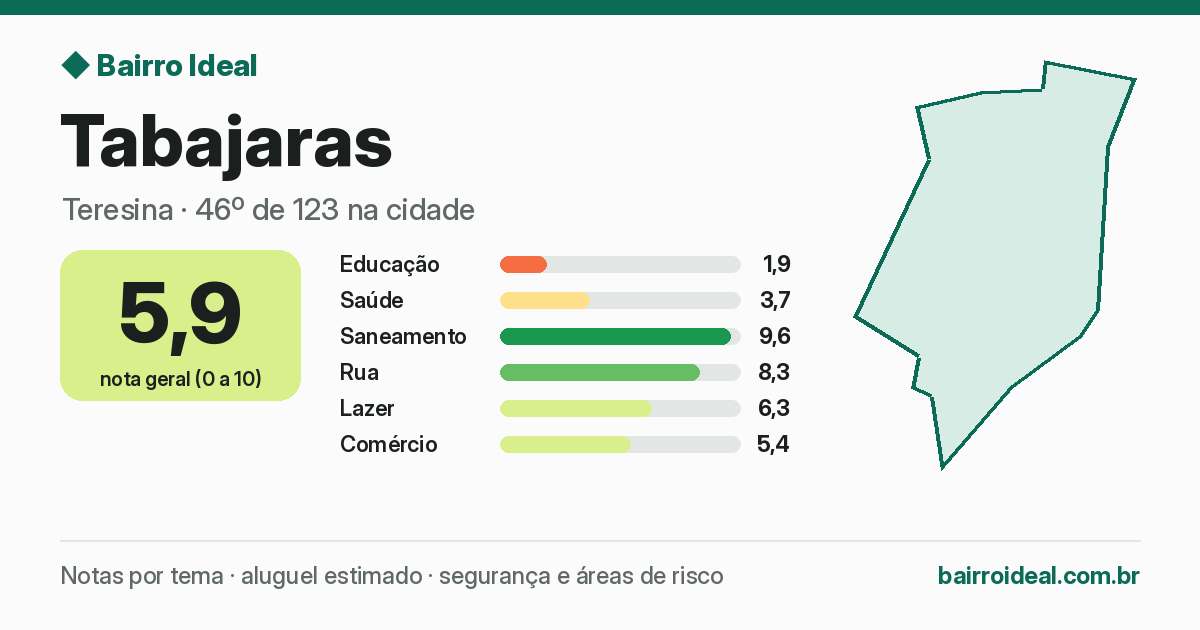 Bairro Ideal
Tabajaras
Teresina · 46º de 123 na cidade
5,9
nota geral (0 a 10)
Educação 1,9
Saúde 3,7
Saneamento 9,6
Rua 8,3
Lazer 6,3
Comércio 5,4
Notas por tema · aluguel estimado · segurança e áreas de risco
bairroideal.com.br